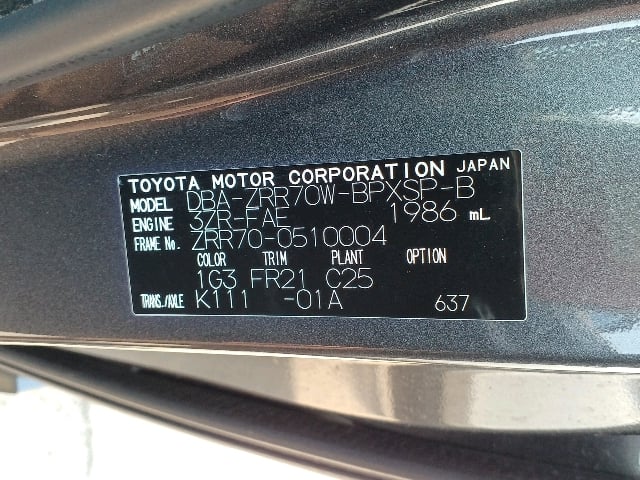 TOYOTA MOTOR CORPORATION JAPAN
MODEL DBA-ZRR70W-BPXSP-B
ENGINE 3ZR-FAE 1986 mL
FRAME No. ZRR70-0510004
COLOR TRIM PLANT OPTION
1G3 FR21 C25
TRANS./AXLE K111 -01A 637